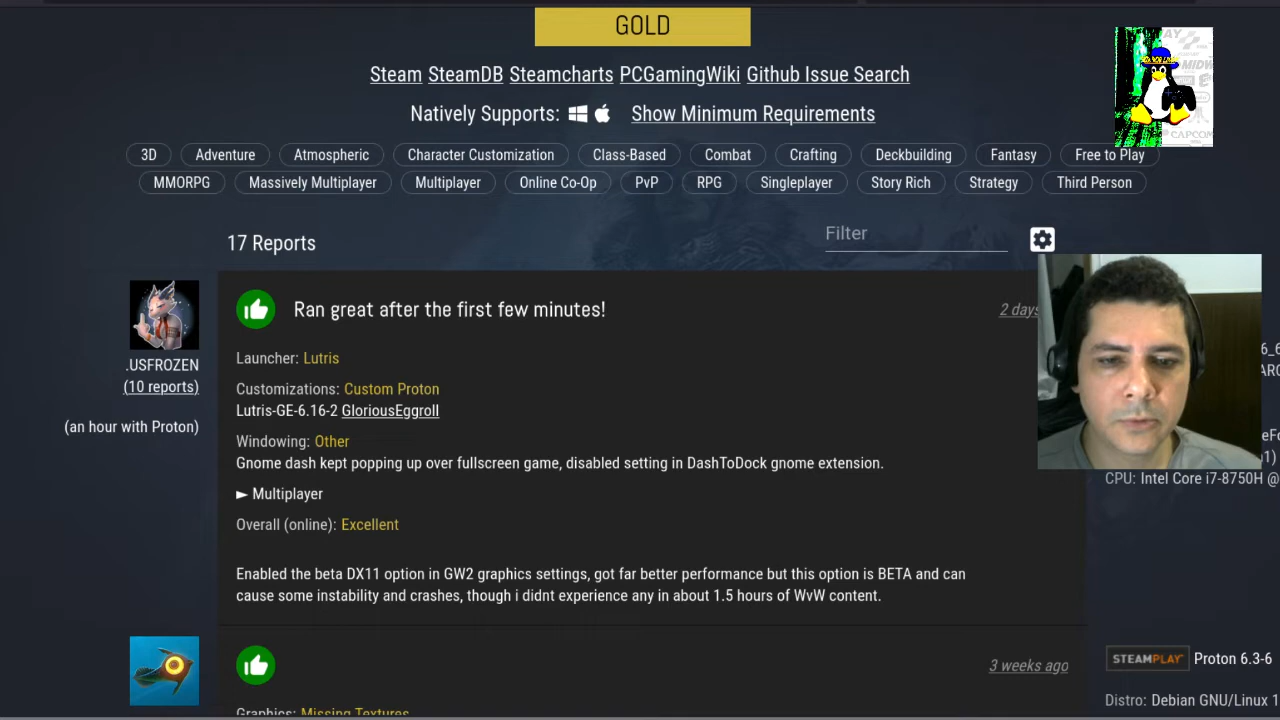 GOLD
Steam SteamDB Steamcharts PCGamingWiki Github Issue Search
Natively Supports: Show Minimum Requirements
3D Adventure Atmospheric Character Customization Class-Based Combat Crafting Deckbuilding Fantasy Free to Play
MMORPG Massively Multiplayer Multiplayer Online Co-Op PvP RPG Singleplayer Story Rich Strategy Third Person
17 Reports
Filter
Ran great after the first few minutes!
2 days
.USFROZEN
(10 reports)
(an hour with Proton)
Launcher: Lutris
Customizations: Custom Proton
Lutris-GE-6.16-2 GloriousEggroll
Windowing: Other
Gnome dash kept popping up over fullscreen game, disabled setting in DashToDock gnome extension.
► Multiplayer
Overall (online): Excellent
Enabled the beta DX11 option in GW2 graphics settings, got far better performance but this option is BETA and can
cause some instability and crashes, though i didnt experience any in about 1.5 hours of WvW content.
CPU: Intel Core i7-8750H @
3 weeks ago
STEAMPLAY Proton 6.3-6
Distro: Debian GNU/Linux 1
Graphics: Missing Textures
CAPCOM